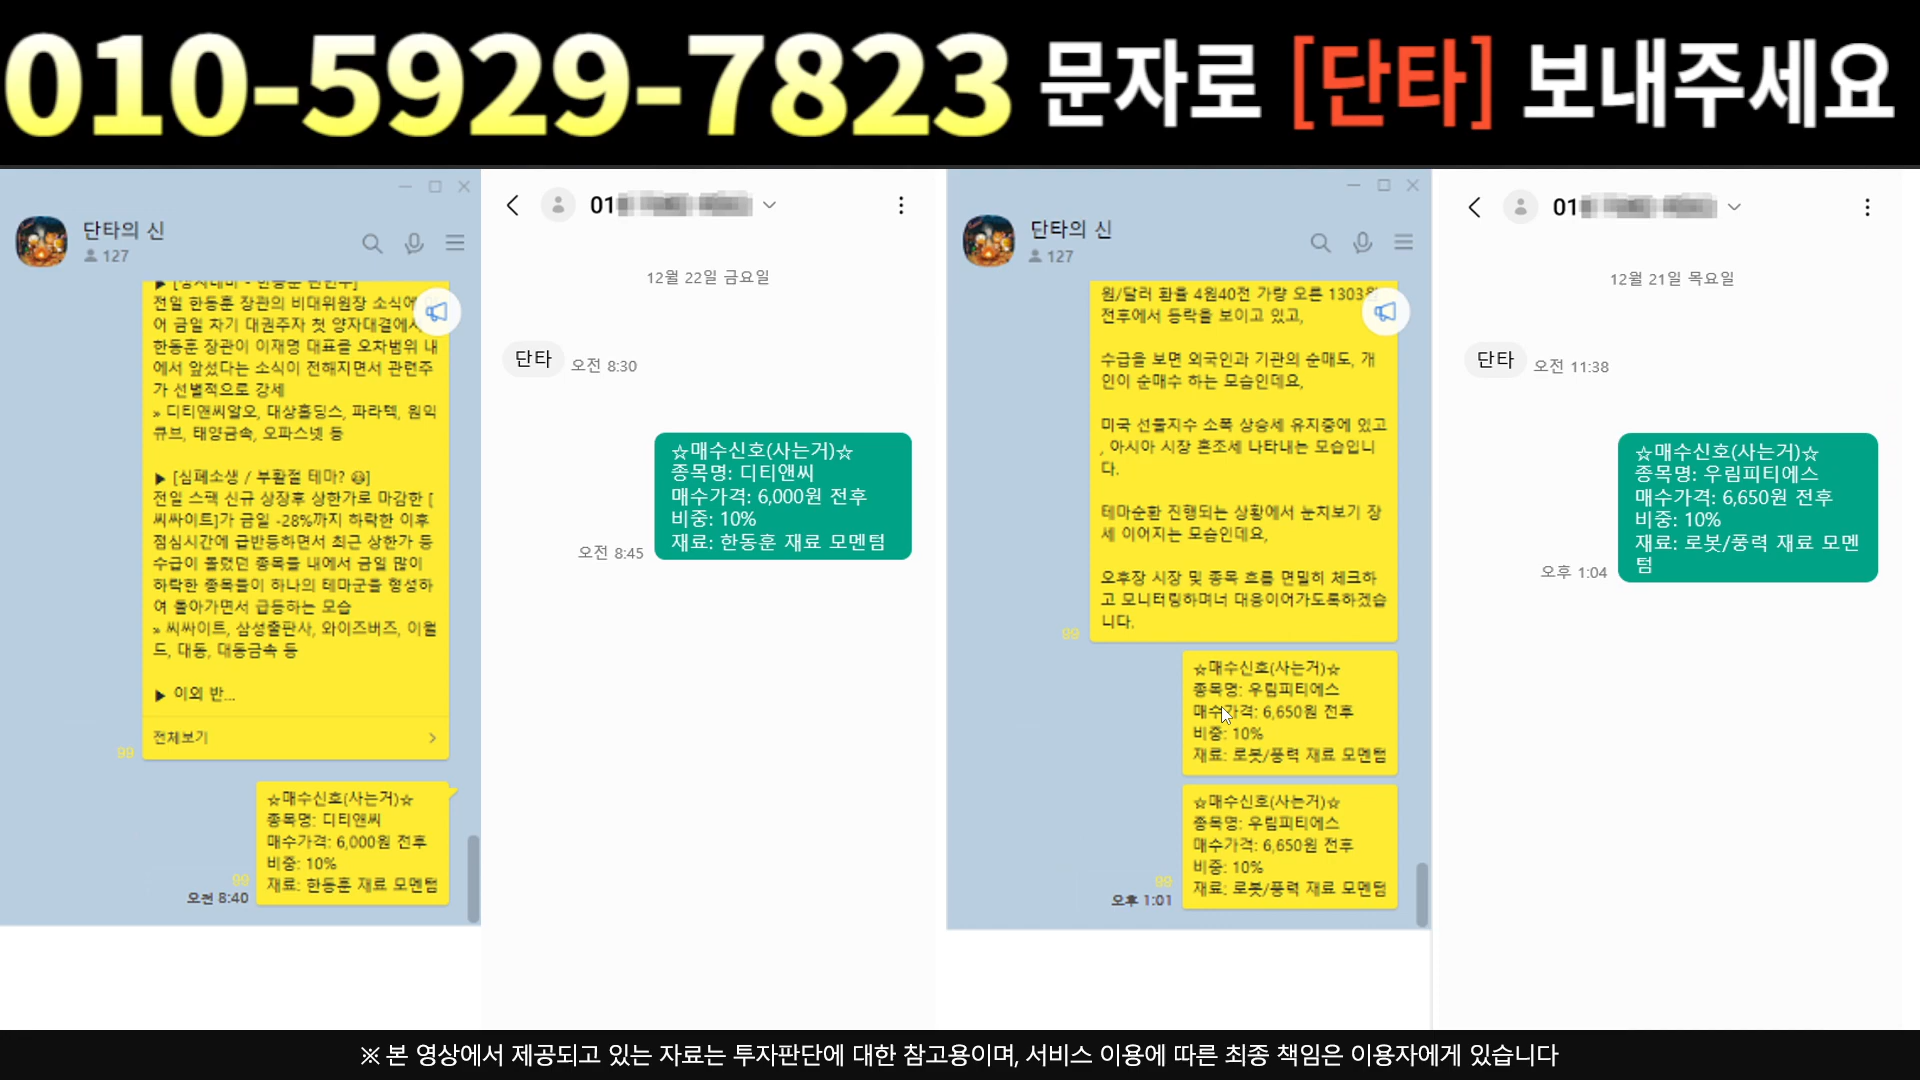 010-5929-7823 문자로 [단타] 보내주세요
단타의 신
127
전일 한동훈 장관의 비대위원장 소식에
어 금일 차기 대권주자 첫 양자대결에서
한동훈 장관이 이재명 대표를 오차범위 내
에서 앞섰다는 소식이 전해지면서 관련주
가 선별적으로 강세
» 디티앤씨알오, 대상홀딩스, 파라텍, 원익
큐브, 태양금속, 오파스넷 등
▶ [심폐소생 / 부활절 테마? 😆]
전일 스팩 신규 상장후 상한가로 마감한 [
씨싸이트]가 금일 -28%까지 하락한 이후
점심시간에 급반등하면서 최근 상한가 등
수급이 몰렸던 종목들 내에서 금일 많이
하락한 종목들이 하나의 테마군을 형성하
여 돌아가면서 급등하는 모습
» 씨싸이트, 삼성출판사, 와이즈버즈, 이월
드, 대동, 대동금속 등
▶ 이외 반...
전체보기
99
☆매수신호(사는거)☆
종목명: 디티앤씨
매수가격: 6,000원 전후
비중: 10%
재료: 한동훈 재료 모멘텀
99
오전 8:40
01
12월 22일 금요일
단타
오전 8:30
☆매수신호(사는거)☆
종목명: 디티앤씨
매수가격: 6,000원 전후
비중: 10%
재료: 한동훈 재료 모멘텀
오전 8:45
단타의 신
127
원/달러 환율 4원40전 가량 오른 1303원
전후에서 등락을 보이고 있고,
수급을 보면 외국인과 기관의 순매도, 개
인이 순매수 하는 모습인데요,
미국 선물지수 소폭 상승세 유지중에 있고
, 아시아 시장 혼조세 나타내는 모습입니
다.
테마순환 진행되는 상황에서 눈치보기 장
세 이어지는 모습인데요,
오후장 시장 및 종목 흐름 면밀히 체크하
고 모니터링하며너 대응이어가도록하겠습
니다.
99
☆매수신호(사는거)☆
종목명: 우림피티에스
매수가격: 6,650원 전후
비중: 10%
재료: 로봇/풍력 재료 모멘텀
☆매수신호(사는거)☆
종목명: 우림피티에스
매수가격: 6,650원 전후
비중: 10%
재료: 로봇/풍력 재료 모멘텀
99
오후 1:01
01
12월 21일 목요일
단타
오전 11:38
☆매수신호(사는거)☆
종목명: 우림피티에스
매수가격: 6,650원 전후
비중: 10%
재료: 로봇/풍력 재료 모멘
텀
오후 1:04
※ 본 영상에서 제공되고 있는 자료는 투자판단에 대한 참고용이며, 서비스 이용에 따른 최종 책임은 이용자에게 있습니다